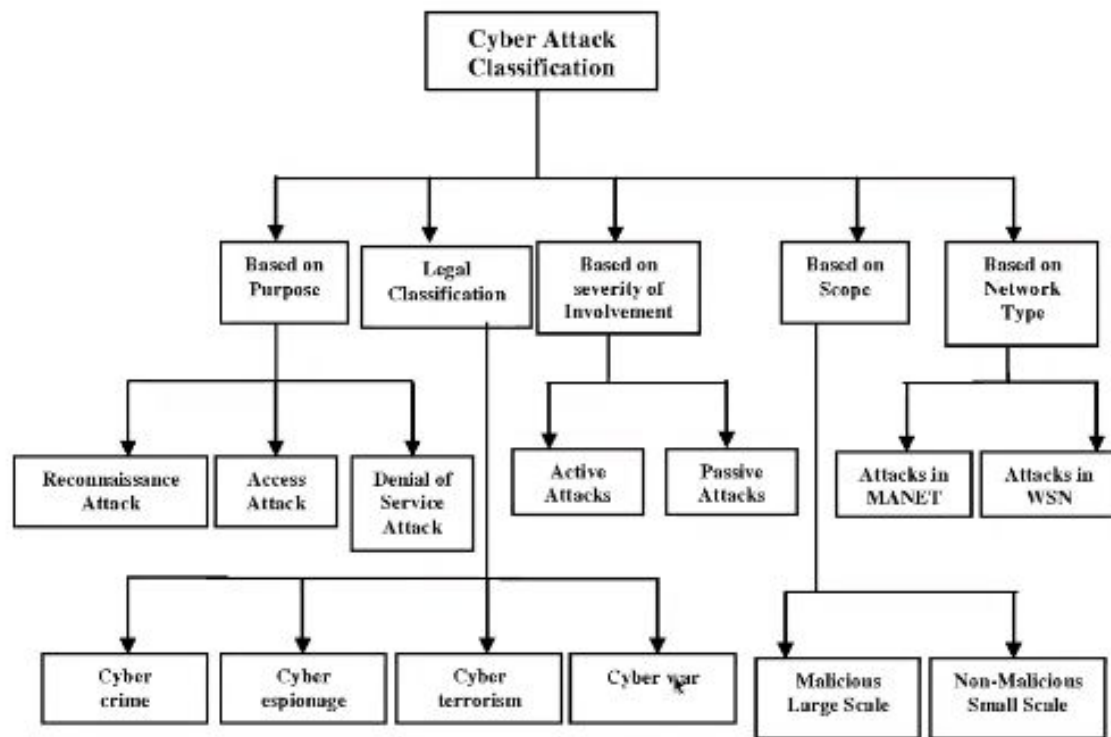 Cyber Attack
Classification
Based on
Purpose
Legal
Classification
Based on
severity of
Involvement
Based on
Scope
Based on
Network
Type
Reconnaissance
Attack
Access
Attack
Denial of
Service
Attack
Active
Attacks
Passive
Attacks
Attacks in
MANET
Attacks in
WSN
Cyber
crime
Cyber
espionage
Cyber
terrorism
Cyber war
Malicious
Large Scale
Non-Malicious
Small Scale